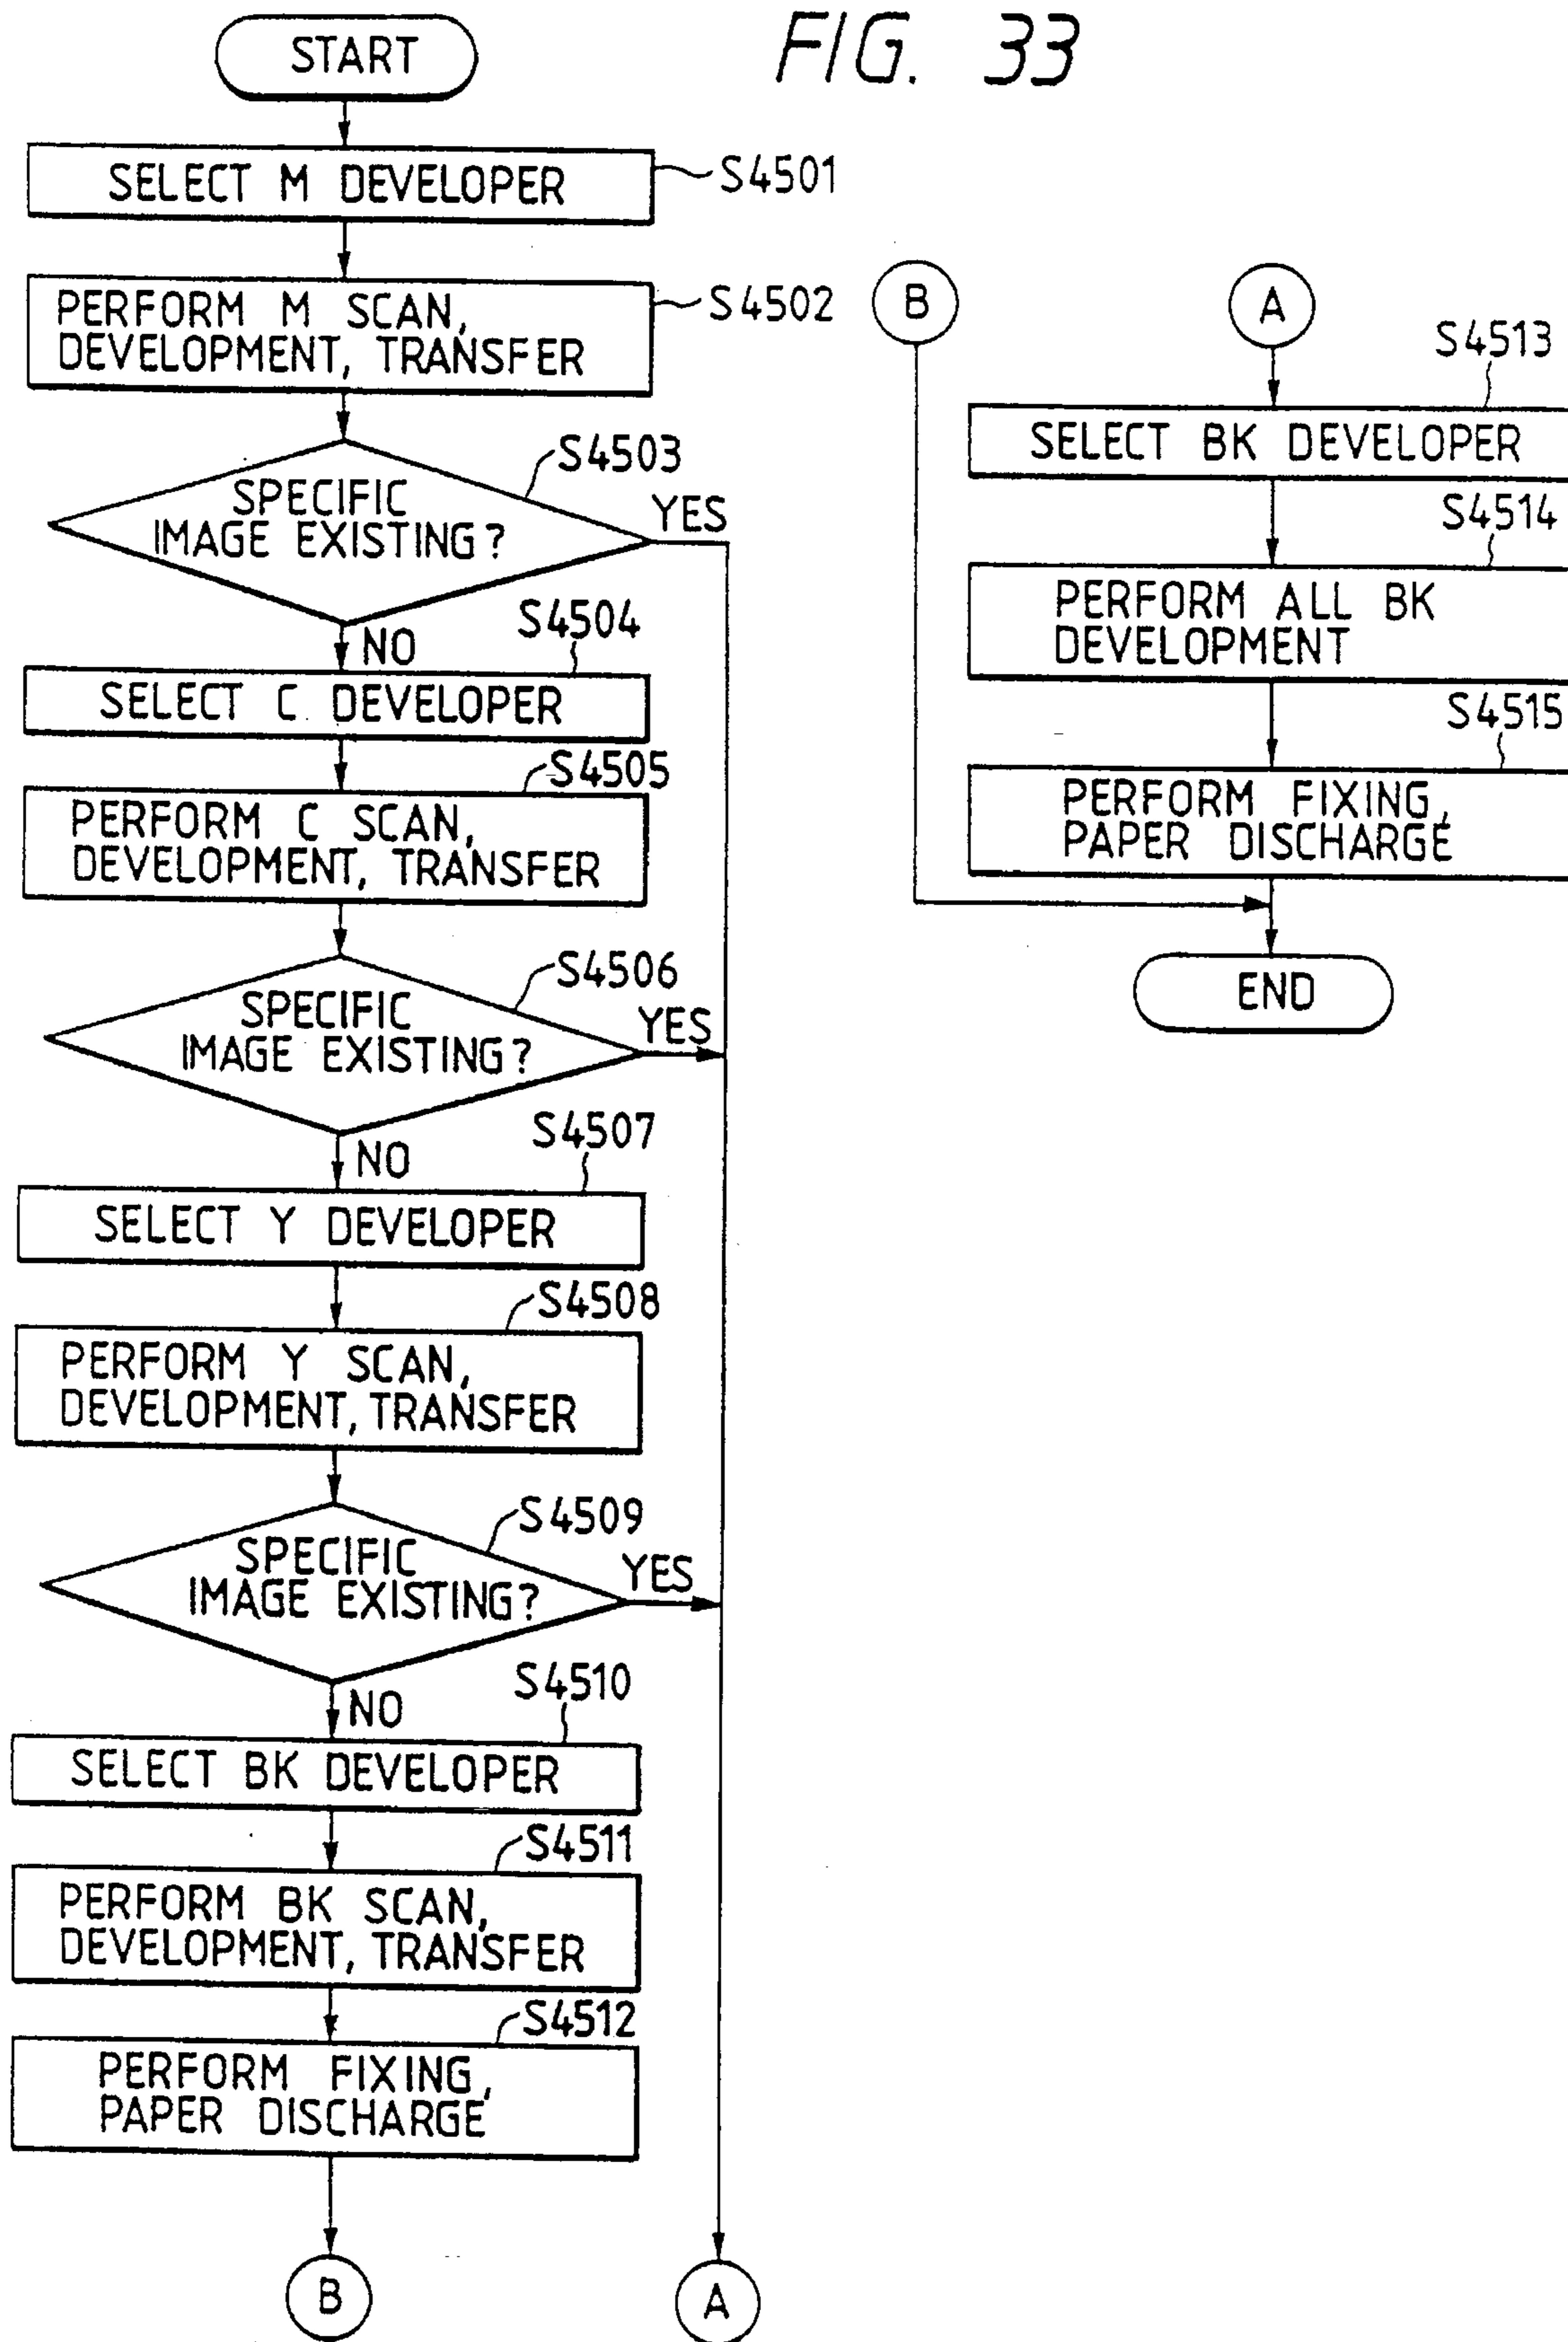 FIG. 33
START
SELECT M DEVELOPER
S4501
PERFORM M SCAN,
DEVELOPMENT, TRANSFER
S4502
S4503
SPECIFIC
IMAGE EXISTING?
YES
NO
S4504
SELECT C DEVELOPER
S4505
PERFORM C SCAN,
DEVELOPMENT, TRANSFER
S4506
SPECIFIC
IMAGE EXISTING?
YES
NO
S4507
SELECT Y DEVELOPER
S4508
PERFORM Y SCAN,
DEVELOPMENT, TRANSFER
S4509
SPECIFIC
IMAGE EXISTING?
YES
NO
S4510
SELECT BK DEVELOPER
S4511
PERFORM BK SCAN,
DEVELOPMENT, TRANSFER
S4512
PERFORM FIXING,
PAPER DISCHARGE
B
A
B
A
S4513
SELECT BK DEVELOPER
S4514
PERFORM ALL BK
DEVELOPMENT
S4515
PERFORM FIXING,
PAPER DISCHARGE
END